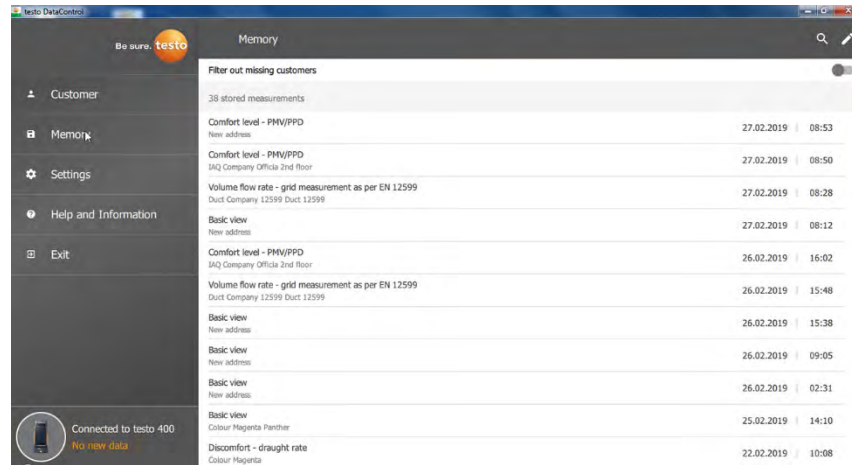 testo DataControl
Be sure. testo
Memory
Filter out missing customers
Customer
38 stored measurements
Comfort level - PMV/PPD
27.02.2019 08:53
New address
Memory
Comfort level - PMV/PPD
27.02.2019 08:50
IAQ Company Officia 2nd floor
Settings
Volume flow rate - grid measurement as per EN 12599
27.02.2019 08:28
Duct Company 12599 Duct 12599
Help and Information
Basic view
27.02.2019 08:12
New address
Exit
Comfort level - PMV/PPD
26.02.2019 16:02
IAQ Company Officia 2nd floor
Volume flow rate - grid measurement as per EN 12599
26.02.2019 15:48
Duct Company 12599 Duct 12599
Basic view
26.02.2019 15:38
New address
Basic view
26.02.2019 09:05
New address
Basic view
26.02.2019 02:31
New address
Basic view
25.02.2019 14:10
Colour Magenta Panther
Connected to testo 400
No new data
Discomfort - draught rate
22.02.2019 10:08
Colour Magenta